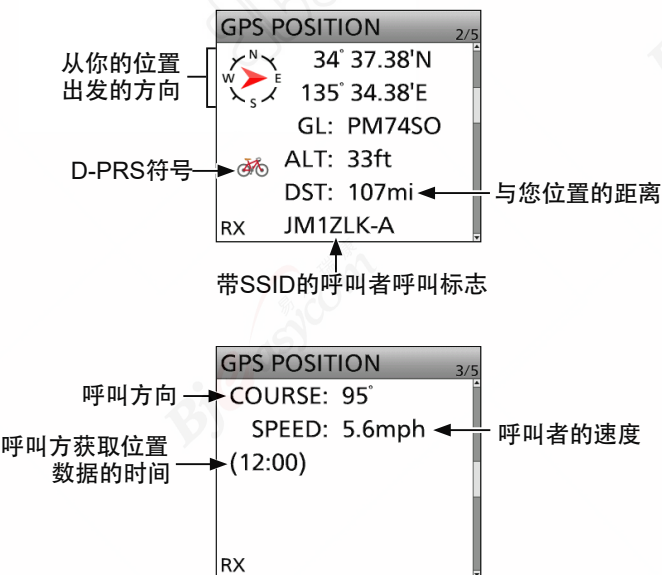 GPS POSITION 2/5
从你的位置
出发的方向
N
W E
S
34° 37.38'N
135° 34.38'E
GL: PM74SO
D-PRS符号
ALT: 33ft
DST: 107mi
与您位置的距离
RX JM1ZLK-A
带SSID的呼叫者呼叫标志
GPS POSITION 3/5
呼叫方向
COURSE: 95°
SPEED: 5.6mph
呼叫者的速度
呼叫方获取位置
数据的时间
(12:00)
RX